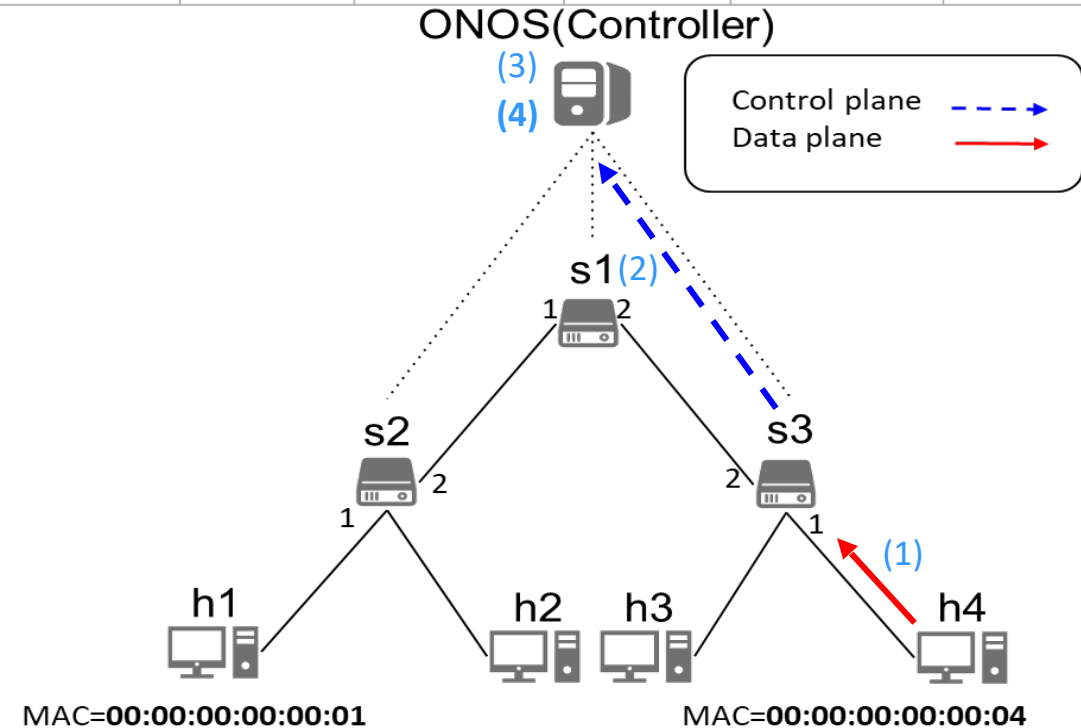 ONOS(Controller)
(3)
(4)
Control plane
Data plane
s1 (2)
1 2
s2
s3
2
2
1
1
(1)
h1
h2
h3
h4
MAC=00:00:00:00:00:01
MAC=00:00:00:00:00:04